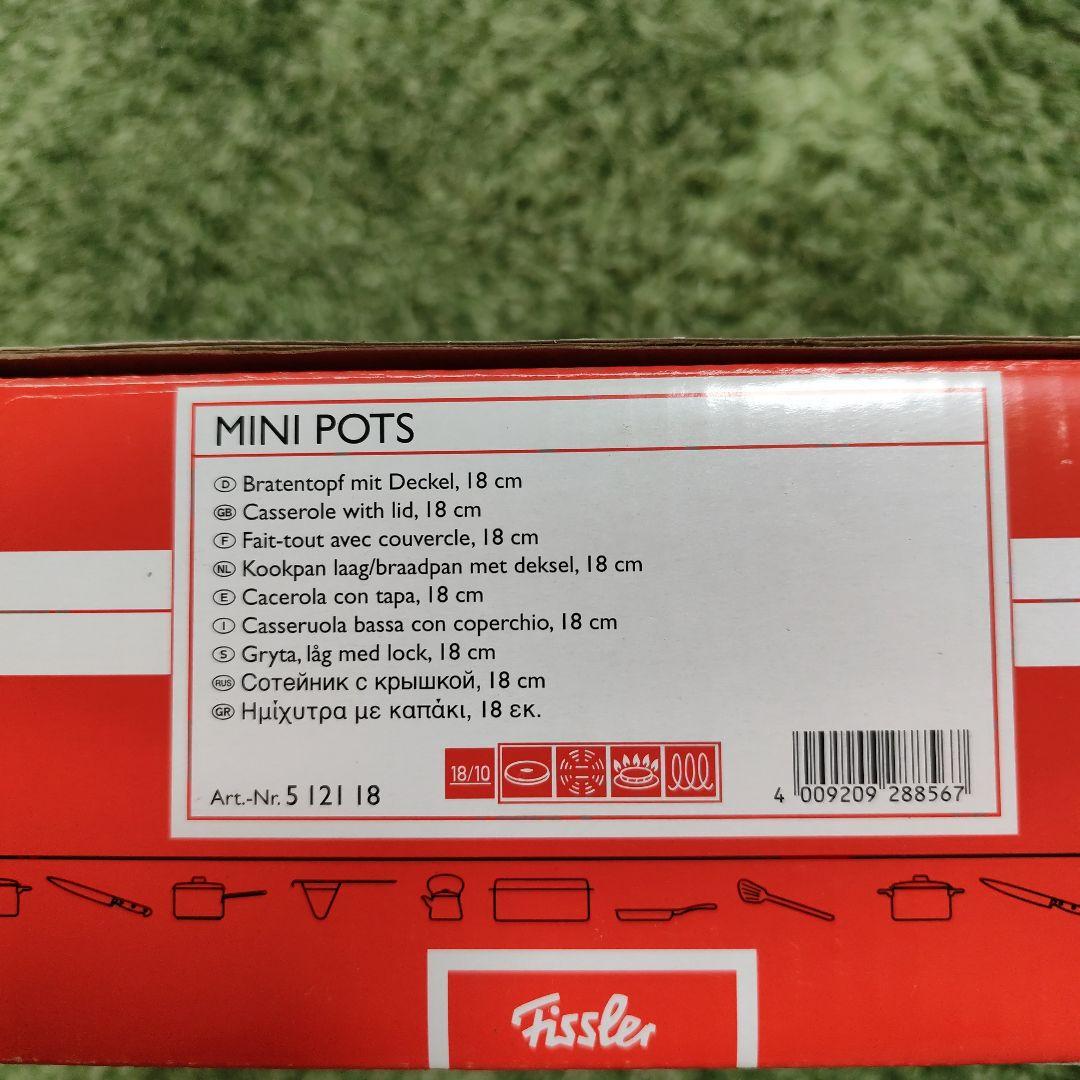 MINI POTS
D Bratentopf mit Deckel, 18 cm
GB Casserole with lid, 18 cm
F Fait-tout avec couvercle, 18 cm
NL Kookpan laag/braadpan met deksel, 18 cm
E Cacerola con tapa, 18 cm
I Casseruola bassa con coperchio, 18 cm
S Gryta, låg med lock, 18 cm
RUS Сотейник с крышкой, 18 cm
GR Ημίχυτρα με καπάκι, 18 εκ.
18/10
Art.-Nr. 5 121 18
4 009209 288567
Fissler